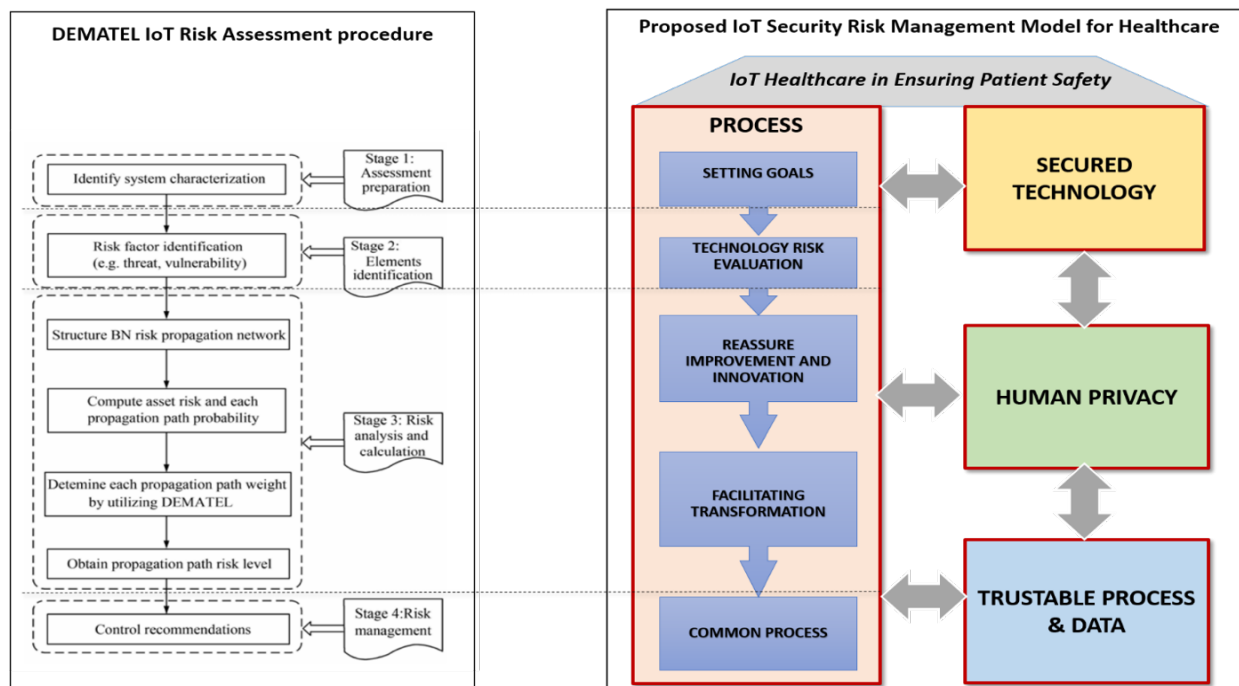 DEMATEL IoT Risk Assessment procedure
Identify system characterization
Stage 1:
Assessment
preparation
Risk factor identification
(e.g. threat, vulnerability)
Stage 2:
Elements
identification
Structure BN risk propagation network
Compute asset risk and each
propagation path probability
Stage 3: Risk
analysis and
calculation
Detemine each propagation path weight
by utilizing DEMATEL
Obtain propagation path risk level
Control recommendations
Stage 4:Risk
management
Proposed IoT Security Risk Management Model for Healthcare
IoT Healthcare in Ensuring Patient Safety
PROCESS
SETTING GOALS
TECHNOLOGY RISK
EVALUATION
REASSURE
IMPROVEMENT AND
INNOVATION
FACILITATING
TRANSFORMATION
COMMON PROCESS
SECURED
TECHNOLOGY
HUMAN PRIVACY
TRUSTABLE PROCESS
& DATA